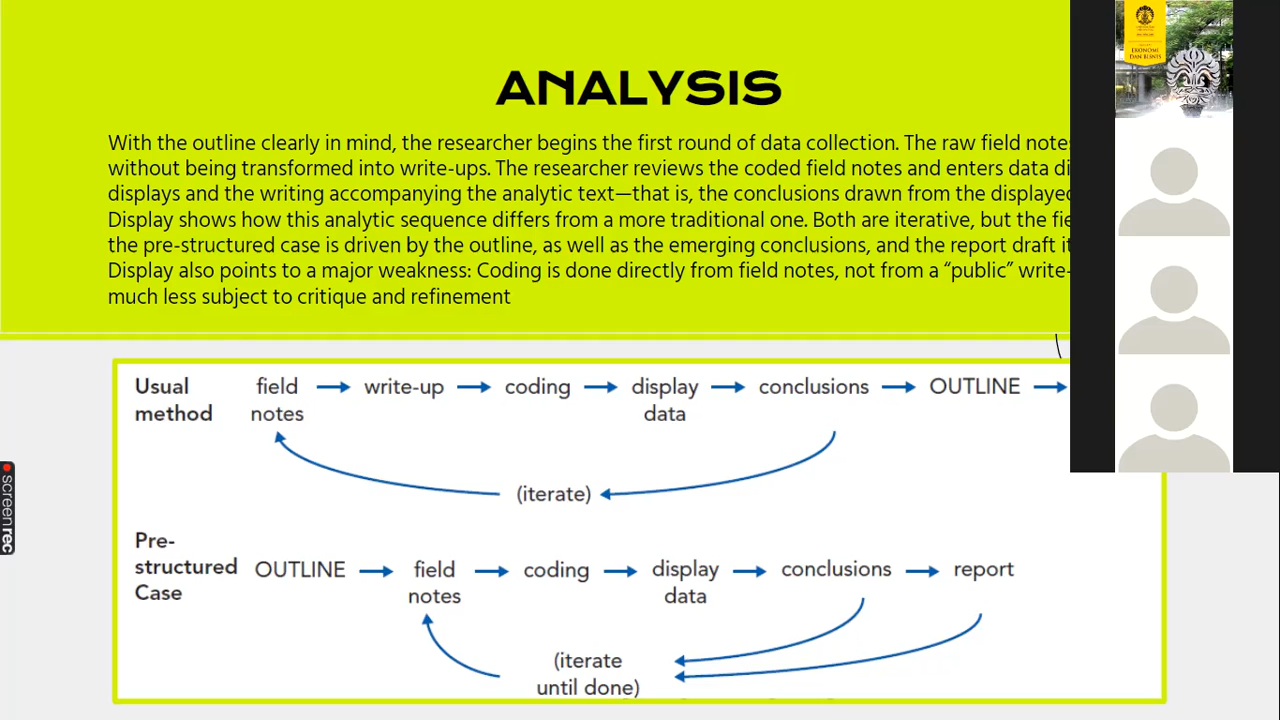 ANALYSIS
With the outline clearly in mind, the researcher begins the first round of data collection. The raw field
without being transformed into write-ups. The researcher reviews the coded field notes and enters data
displays and the writing accompanying the analytic text—that is, the conclusions drawn from the displayed
Display shows how this analytic sequence differs from a more traditional one. Both are iterative, but the
the pre-structured case is driven by the outline, as well as the emerging conclusions, and the report draft
Display also points to a major weakness: Coding is done directly from field notes, not from a “public” write-
much less subject to critique and refinement
Usual method
field notes
write-up
coding
display data
conclusions
OUTLINE
(iterate)
Pre-structured Case
OUTLINE
field notes
coding
display data
conclusions
report
(iterate until done)
screenrec
EKONOMI
DAN BISNIS